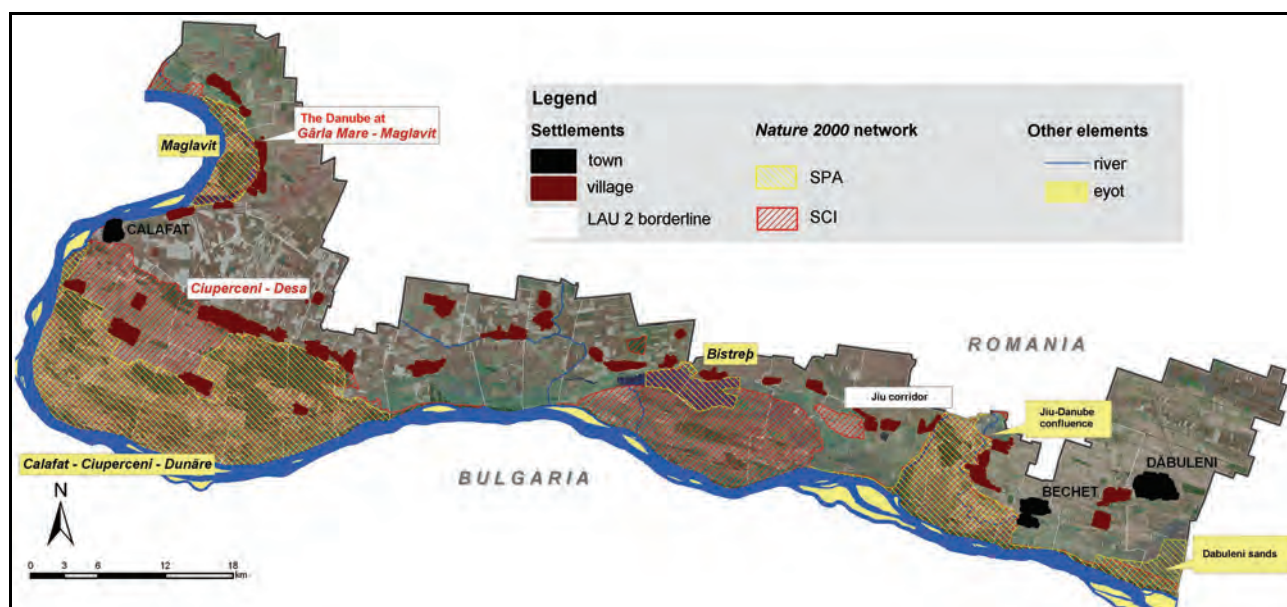 Legend
Settlements
town
village
LAU 2 borderline
Nature 2000 network
SPA
SCI
Other elements
river
eyot
The Danube at
Gârla Mare - Maglavit
Maglavit
CALAFAT
Ciuperceni - Desa
Bistreþ
ROMANIA
Jiu corridor
Jiu-Danube
confluence
DĂBULENI
BECHET
BULGARIA
Calafat - Ciuperceni - Dunăre
Dabuleni sands
N
0 3 6 12 18
km